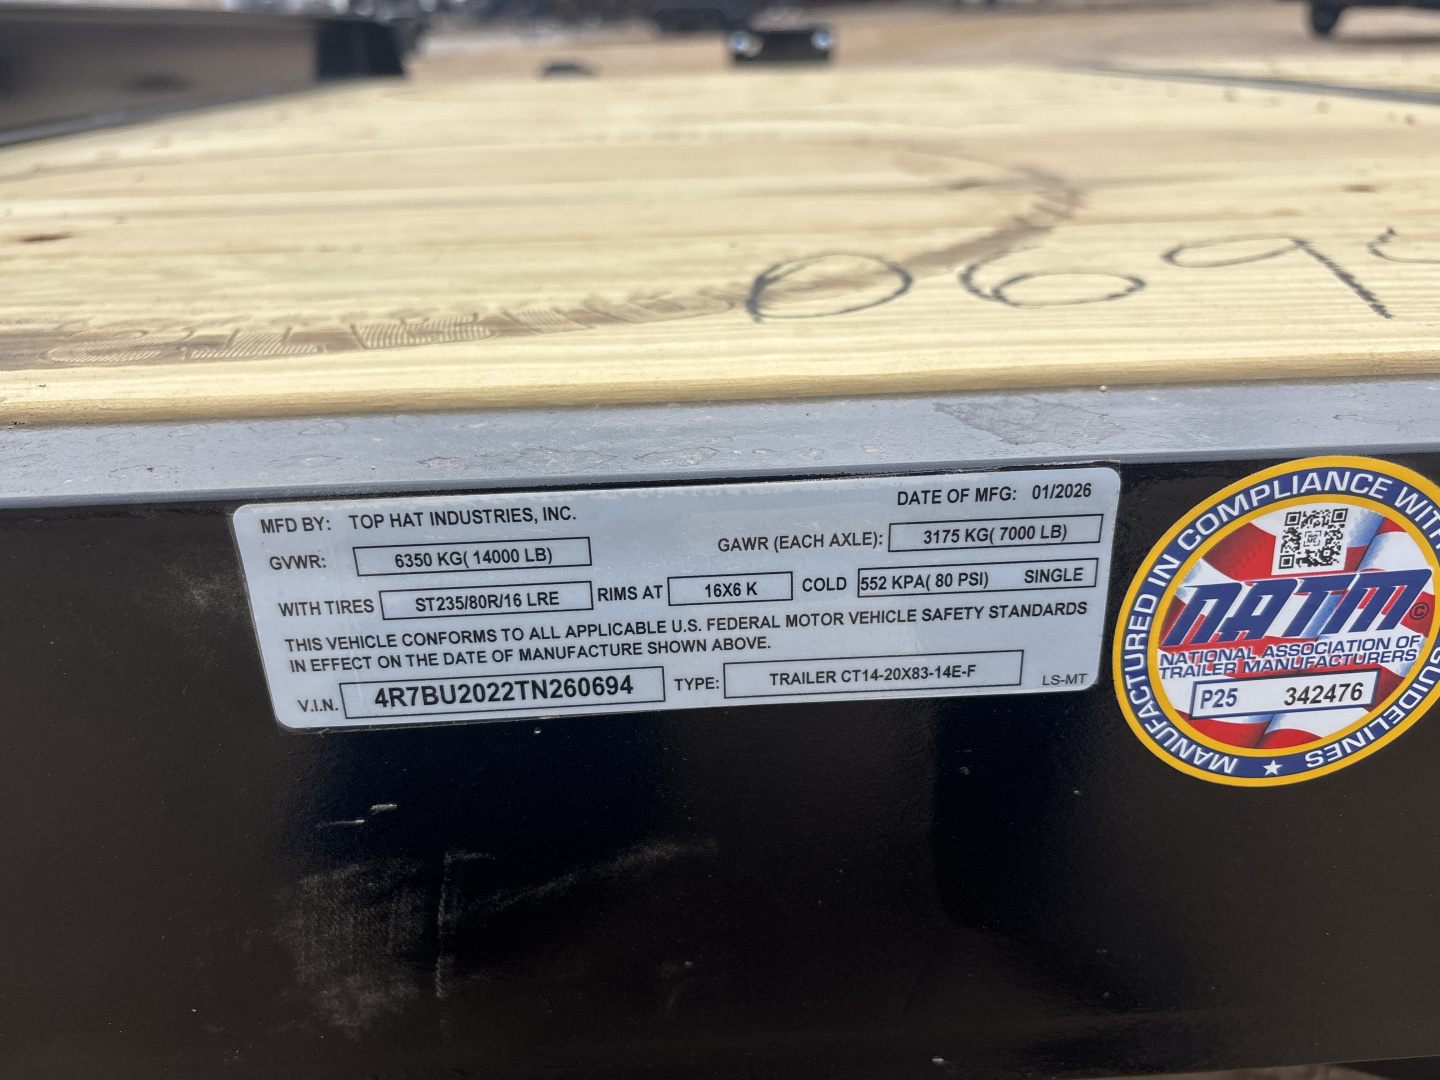 069
MFD BY: TOP HAT INDUSTRIES, INC. DATE OF MFG: 01/2026
GVWR: 6350 KG( 14000 LB) GAWR (EACH AXLE): 3175 KG( 7000 LB)
WITH TIRES ST235/80R/16 LRE RIMS AT 16X6 K COLD 552 KPA( 80 PSI) SINGLE
THIS VEHICLE CONFORMS TO ALL APPLICABLE U.S. FEDERAL MOTOR VEHICLE SAFETY STANDARDS
IN EFFECT ON THE DATE OF MANUFACTURE SHOWN ABOVE.
V.I.N. 4R7BU2022TN260694 TYPE: TRAILER CT14-20X83-14E-F LS-MT
MANUFACTURED IN COMPLIANCE WITH
GUIDELINES
NATM ©
NATIONAL ASSOCIATION OF
TRAILER MANUFACTURERS
P25 342476